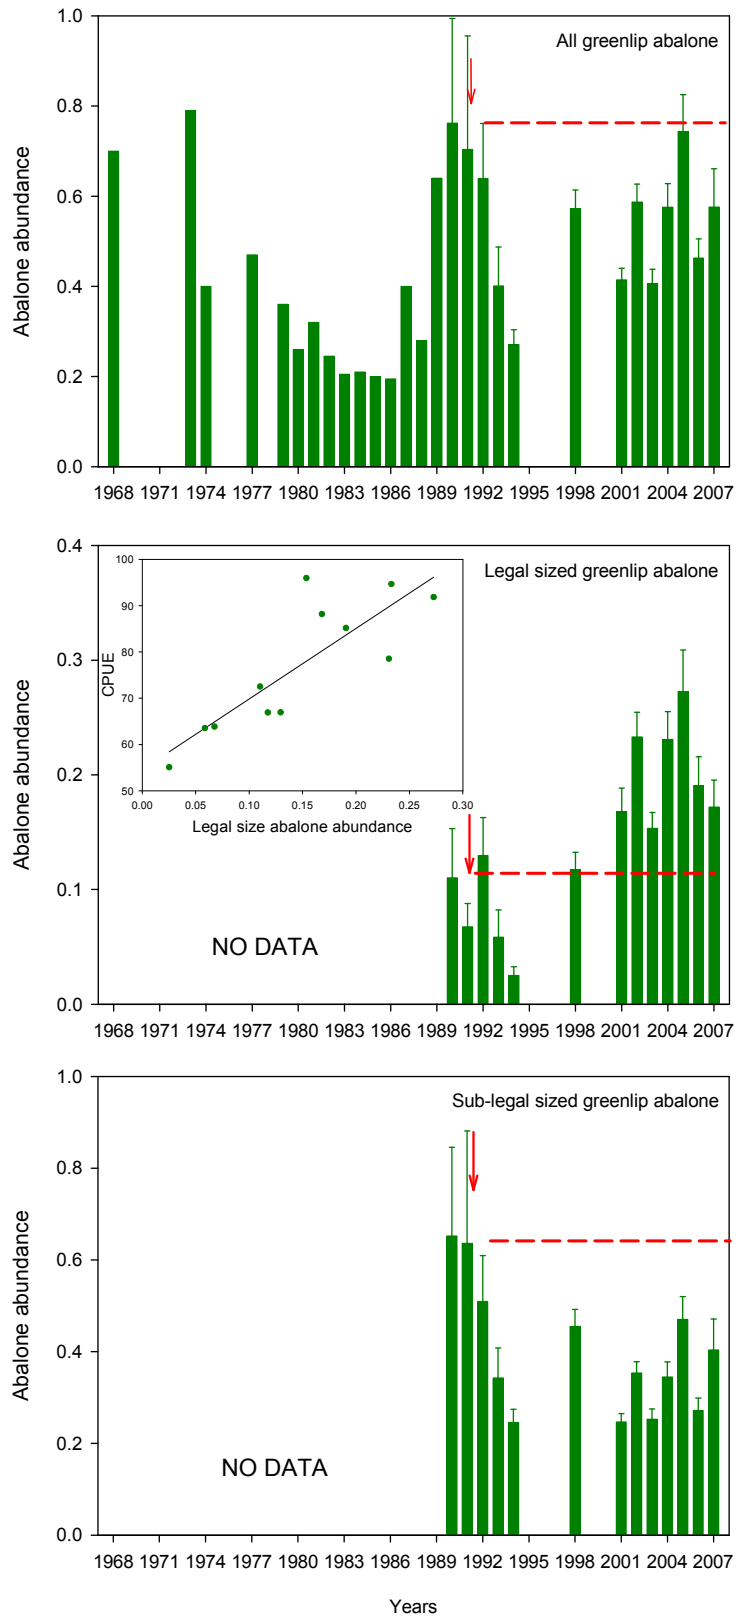 All greenlip abalone
Abalone abundance
1.0
0.8
0.6
0.4
0.2
0.0
1968 1971 1974 1977 1980 1983 1986 1989 1992 1995 1998 2001 2004 2007
Legal sized greenlip abalone
Abalone abundance
0.4
0.3
0.2
0.1
0.0
CPUE
100
90
80
70
60
50
0.00 0.05 0.10 0.15 0.20 0.25 0.30
Legal size abalone abundance
NO DATA
1968 1971 1974 1977 1980 1983 1986 1989 1992 1995 1998 2001 2004 2007
Sub-legal sized greenlip abalone
Abalone abundance
1.0
0.8
0.6
0.4
0.2
0.0
NO DATA
1968 1971 1974 1977 1980 1983 1986 1989 1992 1995 1998 2001 2004 2007
Years